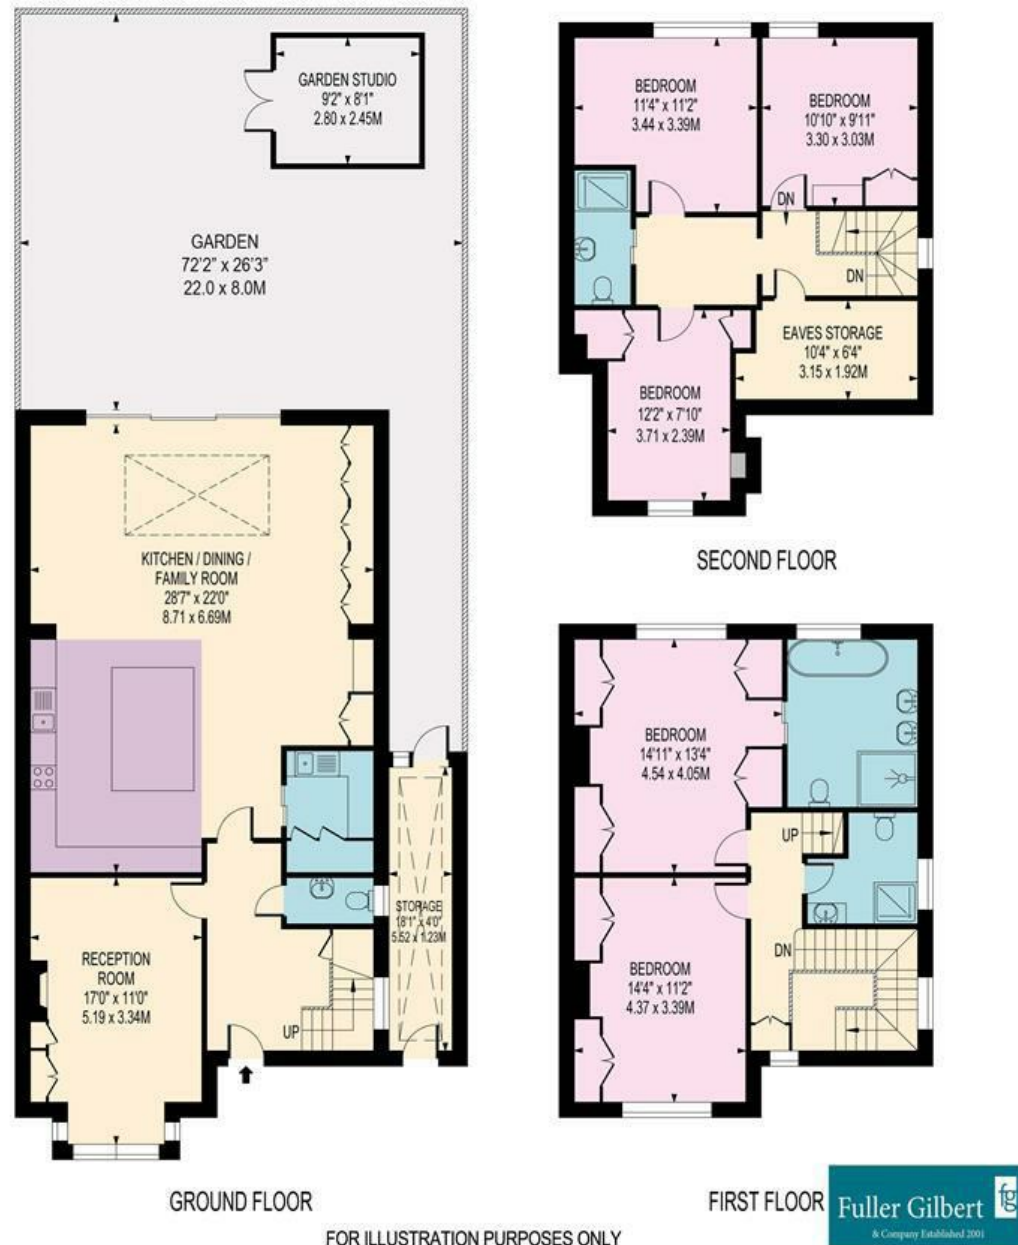 GARDEN STUDIO
9'2" x 8'1"
2.80 x 2.45M
GARDEN
72'2" x 26'3"
22.0 x 8.0M
KITCHEN / DINING /
FAMILY ROOM
28'7" x 22'0"
8.71 x 6.69M
STORAGE
18'1" x 4'0"
5.52 x 1.23M
RECEPTION
ROOM
17'0" x 11'0"
5.19 x 3.34M
UP
GROUND FLOOR
BEDROOM
11'4" x 11'2"
3.44 x 3.39M
BEDROOM
10'10" x 9'11"
3.30 x 3.03M
DN
DN
EAVES STORAGE
10'4" x 6'4"
3.15 x 1.92M
BEDROOM
12'2" x 7'10"
3.71 x 2.39M
SECOND FLOOR
BEDROOM
14'11" x 13'4"
4.54 x 4.05M
UP
DN
BEDROOM
14'4" x 11'2"
4.37 x 3.39M
FIRST FLOOR
Fuller Gilbert fg
& Company Established 2001
FOR ILLUSTRATION PURPOSES ONLY